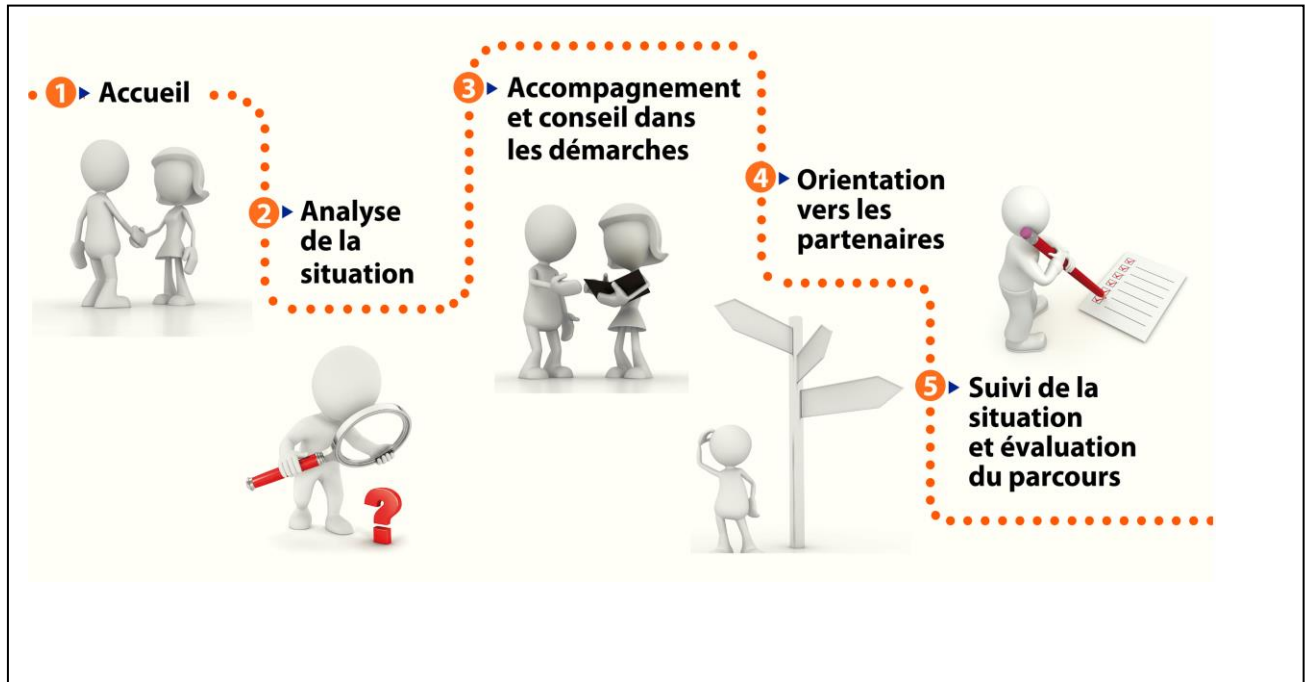 1 Accueil
2 Analyse
de la
situation
3 Accompagnement
et conseil dans
les démarches
4 Orientation
vers les
partenaires
5 Suivi de la
situation
et évaluation
du parcours
?